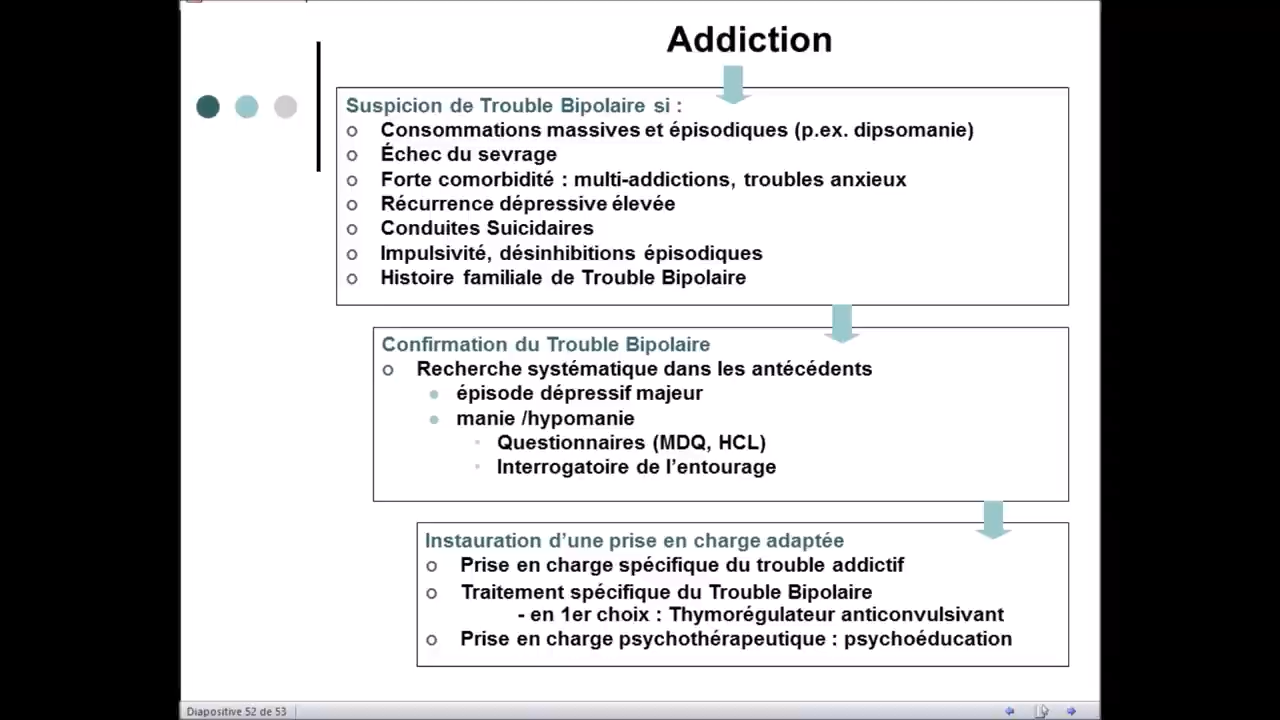 Addiction
Suspicion de Trouble Bipolaire si :
Consommations massives et épisodiques (p.ex. dipsomanie)
Échec du sevrage
Forte comorbidité : multi-addictions, troubles anxieux
Récurrence dépressive élevée
Conduites Suicidaires
Impulsivité, désinhibitions épisodiques
Histoire familiale de Trouble Bipolaire
Confirmation du Trouble Bipolaire
Recherche systématique dans les antécédents
épisode dépressif majeur
manie /hypomanie
Questionnaires (MDQ, HCL)
Interrogatoire de l'entourage
Instauration d'une prise en charge adaptée
Prise en charge spécifique du trouble addictif
Traitement spécifique du Trouble Bipolaire
- en 1er choix : Thymorégulateur anticonvulsivant
Prise en charge psychothérapeutique : psychoéducation
Diapositive 52 de 53